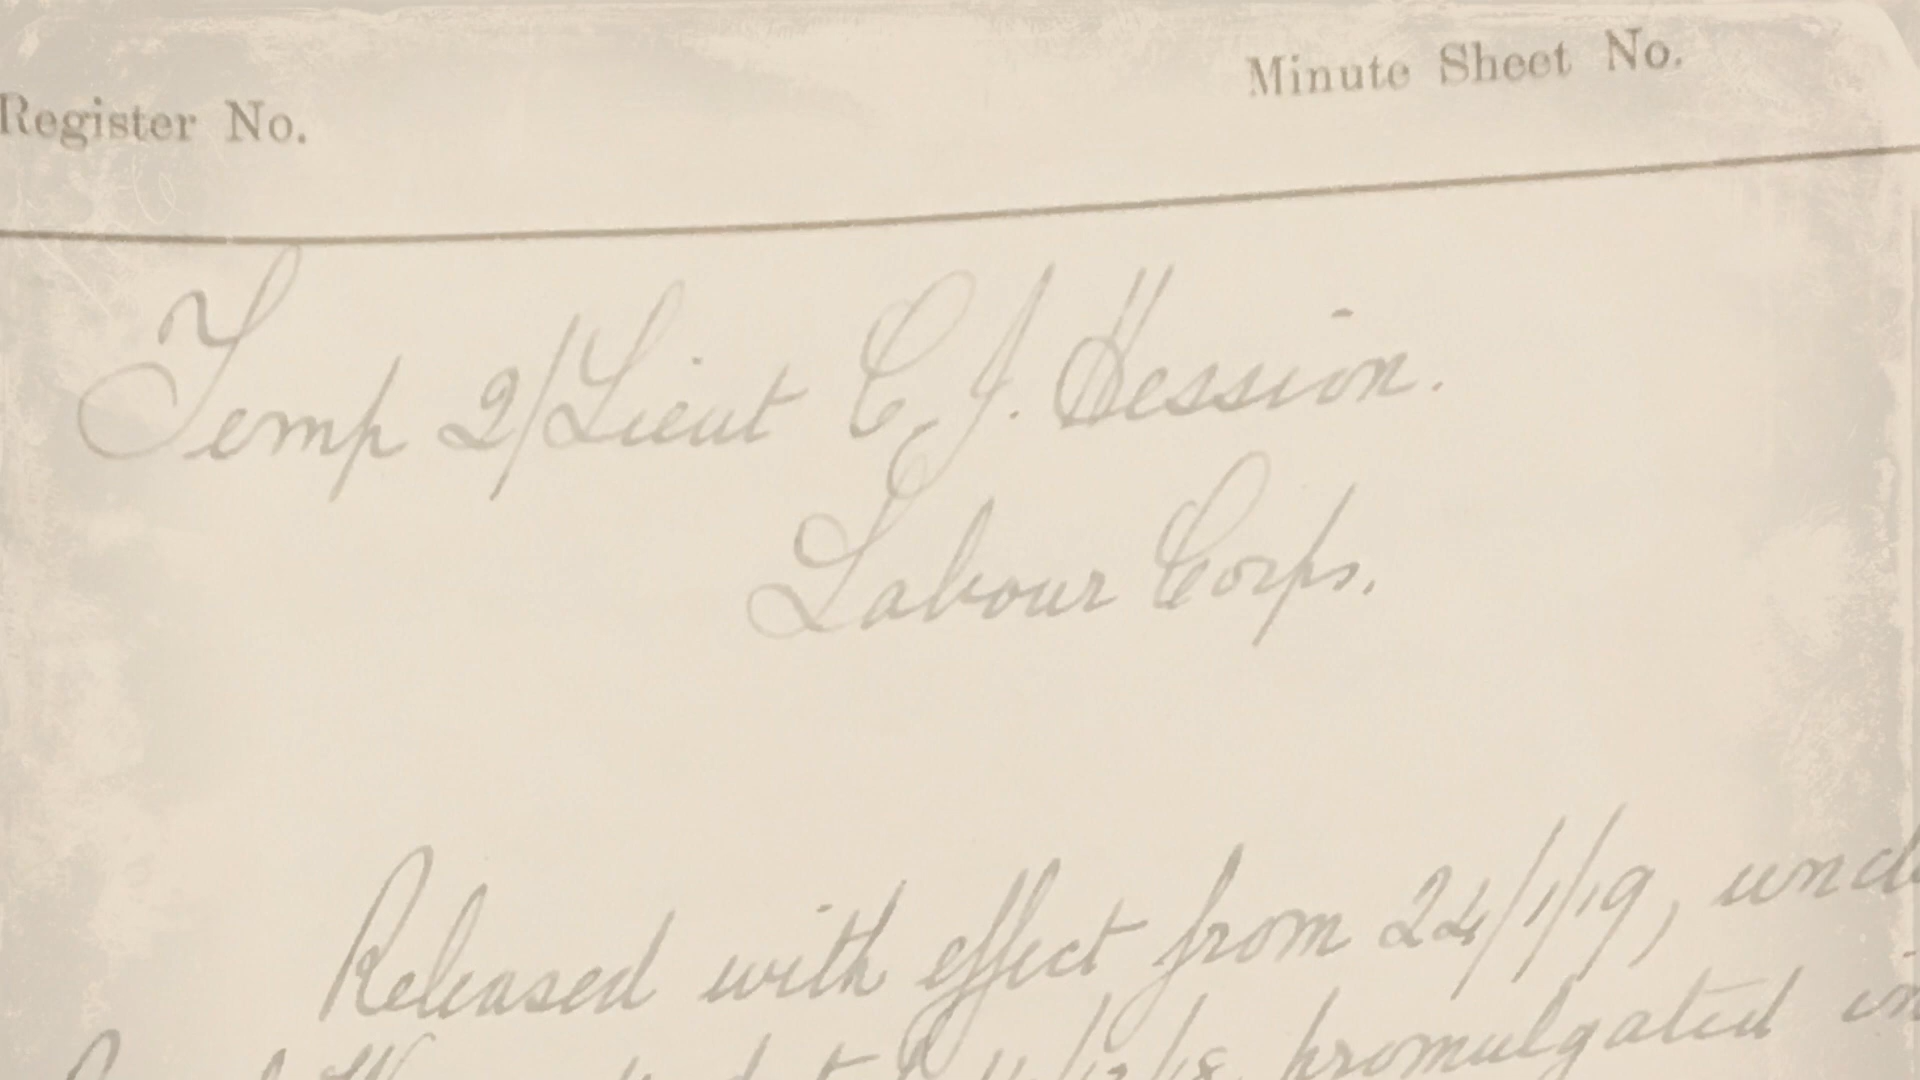 Minute Sheet No.
Register No.
Temp 2/Lieut C. J. Hession.
Labour Corps.
Released with effect from 24/1/19,
promulgated in